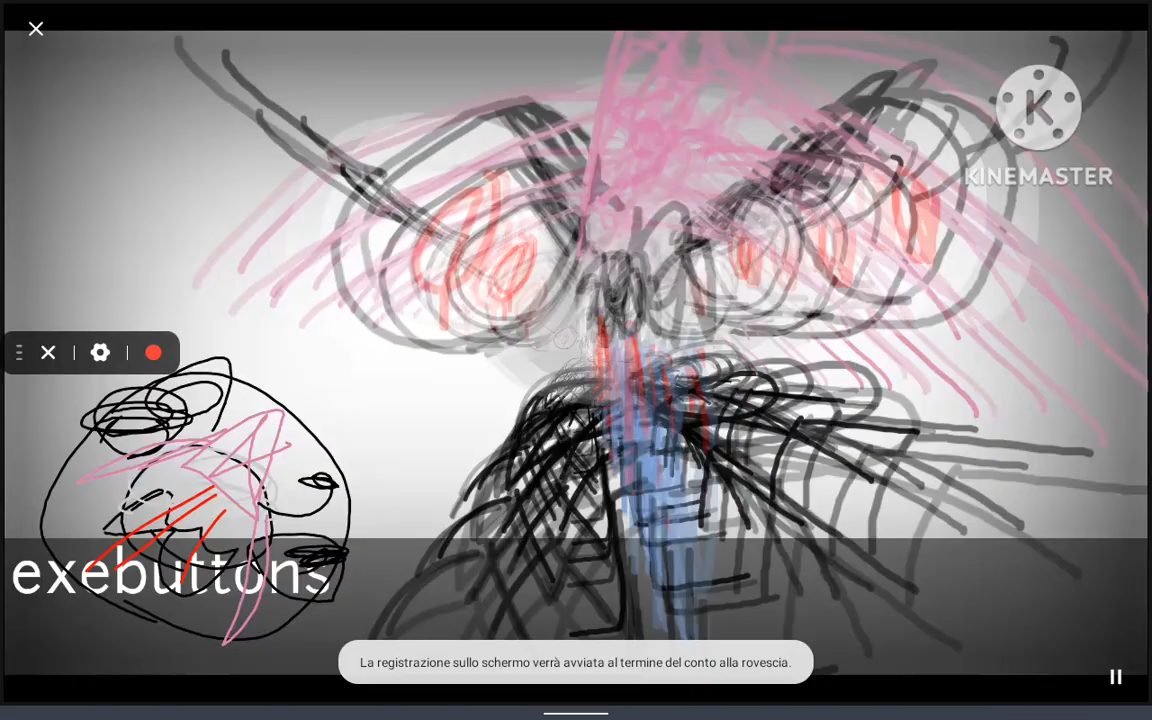 K
KINEMASTER
exebuttons
La registrazione sullo schermo verrà avviata al termine del conto alla rovescia.